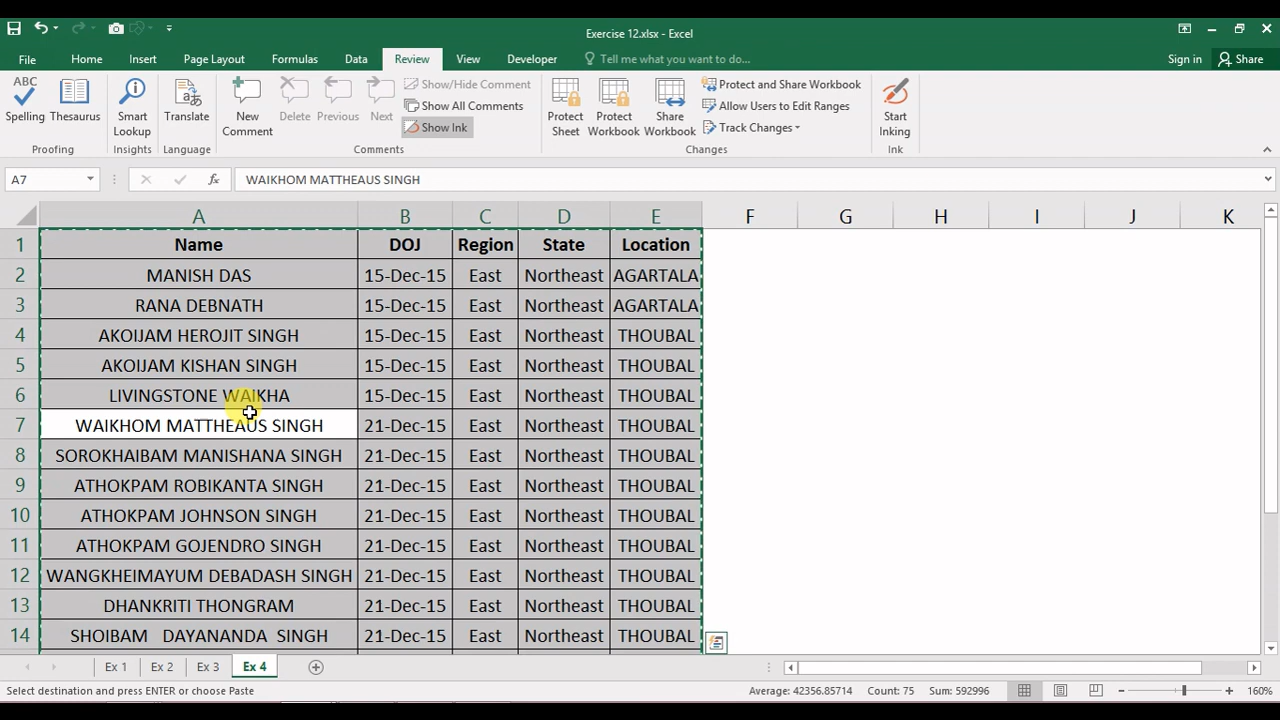 Exercise 12.xlsx - Excel
File Home Insert Page Layout Formulas Data Review View Developer Tell me what you want to do... Sign in Share
ABC
Spelling Thesaurus
Proofing
Smart Lookup
Insights
Translate
Language
New Comment
Delete Previous Next
Show/Hide Comment
Show All Comments
Show Ink
Comments
Protect Sheet
Protect Workbook
Share Workbook
Protect and Share Workbook
Allow Users to Edit Ranges
Track Changes
Changes
Start Inking
Ink
A7 fx WAIKHOM MATTHEAUS SINGH
A B C D E F G H I J K
1 Name DOJ Region State Location
2 MANISH DAS 15-Dec-15 East Northeast AGARTALA
3 RANA DEBNATH 15-Dec-15 East Northeast AGARTALA
4 AKOIJAM HEROJIT SINGH 15-Dec-15 East Northeast THOUBAL
5 AKOIJAM KISHAN SINGH 15-Dec-15 East Northeast THOUBAL
6 LIVINGSTONE WAIKHA 15-Dec-15 East Northeast THOUBAL
7 WAIKHOM MATTHEAUS SINGH 21-Dec-15 East Northeast THOUBAL
8 SOROKHAIBAM MANISHANA SINGH 21-Dec-15 East Northeast THOUBAL
9 ATHOKPAM ROBIKANTA SINGH 21-Dec-15 East Northeast THOUBAL
10 ATHOKPAM JOHNSON SINGH 21-Dec-15 East Northeast THOUBAL
11 ATHOKPAM GOJENDRO SINGH 21-Dec-15 East Northeast THOUBAL
12 WANGKHEIMAYUM DEBADASH SINGH 21-Dec-15 East Northeast THOUBAL
13 DHANKRITI THONGRAM 21-Dec-15 East Northeast THOUBAL
14 SHOIBAM DAYANANDA SINGH 21-Dec-15 East Northeast THOUBAL
Ex 1 Ex 2 Ex 3 Ex 4
Select destination and press ENTER or choose Paste Average: 42356.85714 Count: 75 Sum: 592996 160%